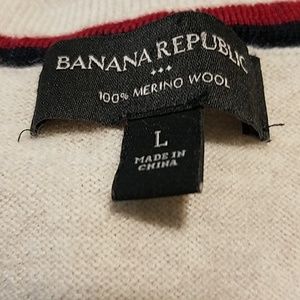 BANANA REPUBLIC
100% MERINO WOOL
L
MADE IN
CHINA